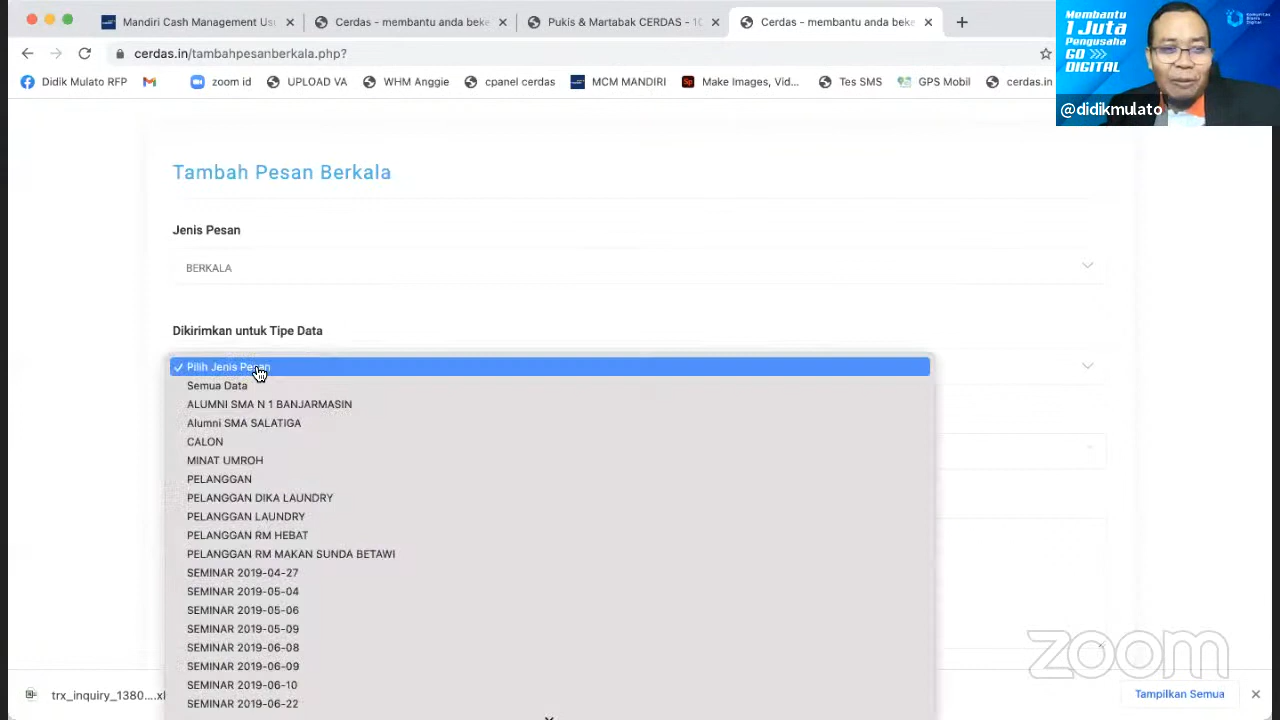 Mandiri Cash Management Usu
Cerdas - membantu anda beke
Pukis & Martabak CERDAS - 10
Cerdas - membantu anda beke
cerdas.in/tambahpesanberkala.php?
Didik Mulato RFP
zoom id
UPLOAD VA
WHM Anggie
cpanel cerdas
MCM MANDIRI
Make Images, Vid...
Tes SMS
GPS Mobil
cerdas.in
Membantu
1 Juta
Pengusaha
GO >>>
DIGITAL
@didikmulato
Tambah Pesan Berkala
Jenis Pesan
BERKALA
Dikirimkan untuk Tipe Data
✓ Pilih Jenis Pesan
Semua Data
ALUMNI SMA N 1 BANJARMASIN
Alumni SMA SALATIGA
CALON
MINAT UMROH
PELANGGAN
PELANGGAN DIKA LAUNDRY
PELANGGAN LAUNDRY
PELANGGAN RM HEBAT
PELANGGAN RM MAKAN SUNDA BETAWI
SEMINAR 2019-04-27
SEMINAR 2019-05-04
SEMINAR 2019-05-06
SEMINAR 2019-05-09
SEMINAR 2019-06-08
SEMINAR 2019-06-09
SEMINAR 2019-06-10
SEMINAR 2019-06-22
zoom
trx_inquiry_1380....xl
Tampilkan Semua